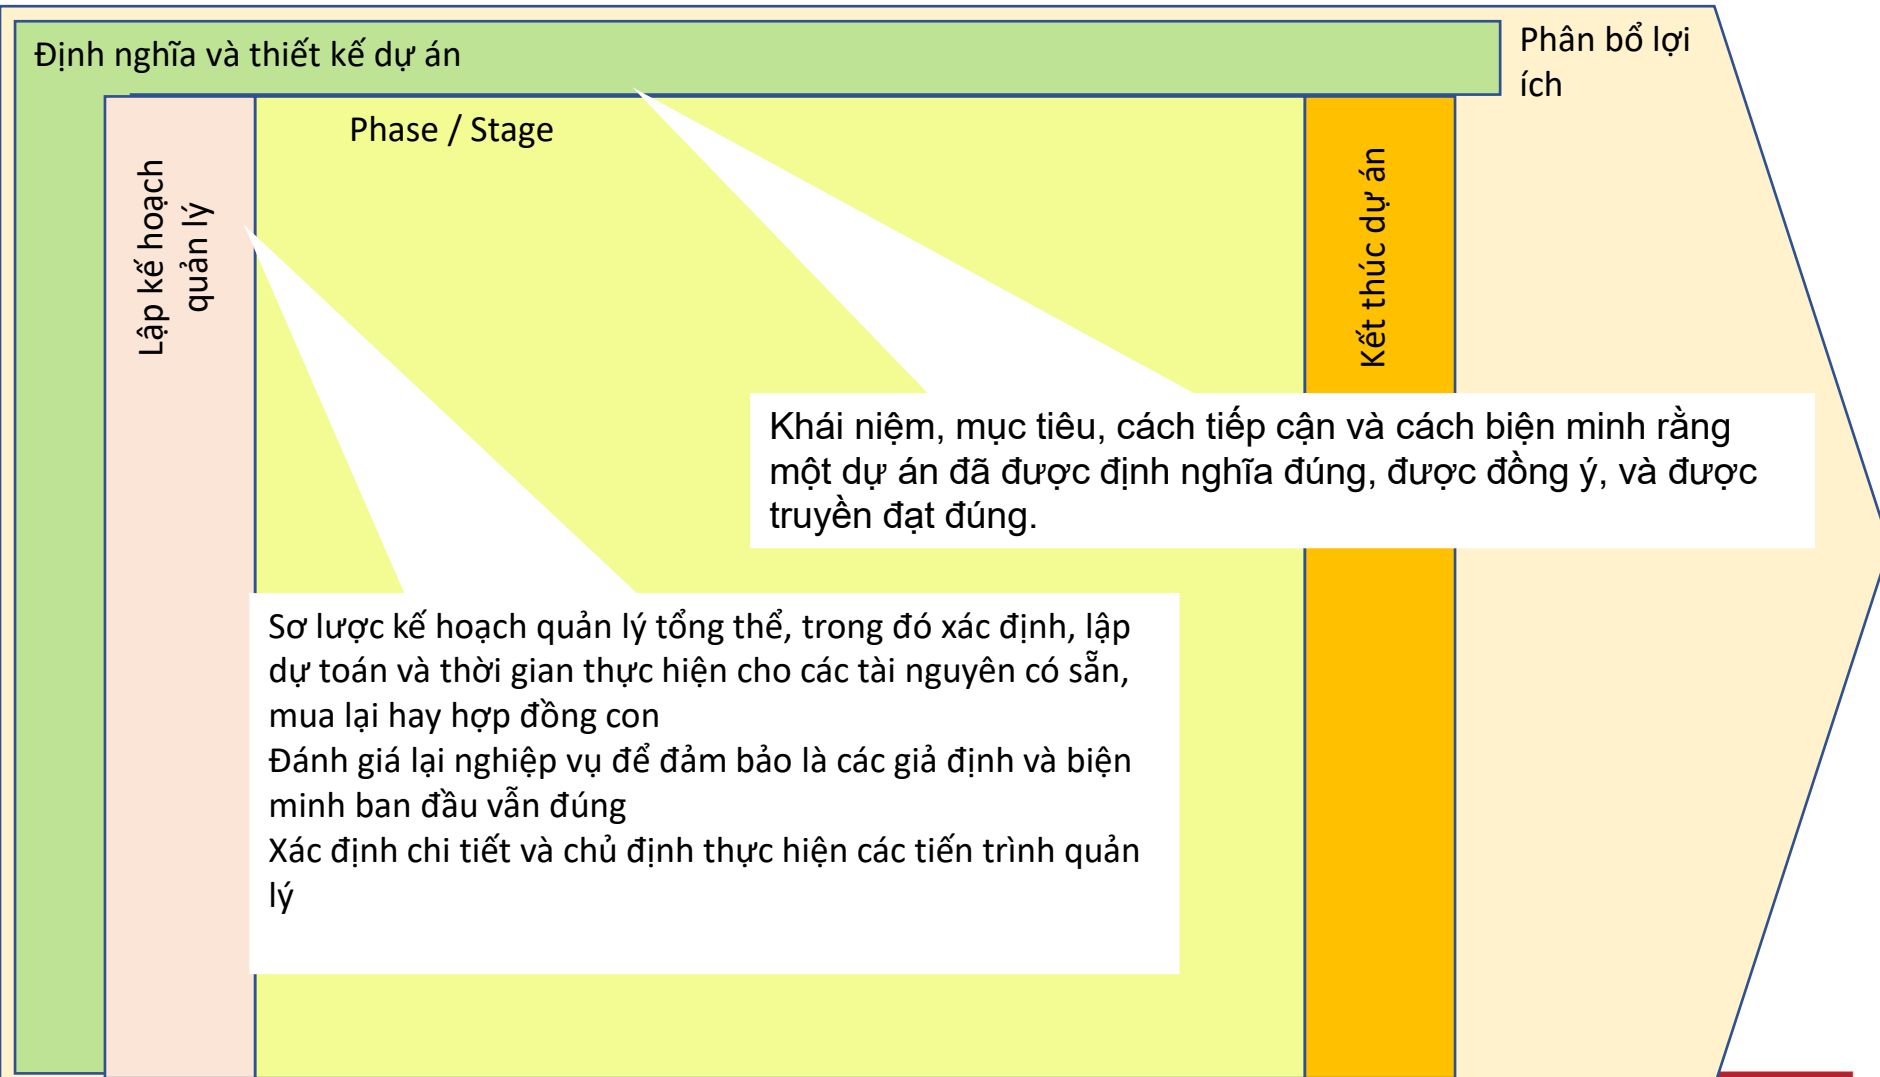 Định nghĩa và thiết kế dự án
Phân bổ lợi
ích
Phase / Stage
Lập kế hoạch
quản lý
Kết thúc dự án
Khái niệm, mục tiêu, cách tiếp cận và cách biện minh rằng
một dự án đã được định nghĩa đúng, được đồng ý, và được
truyền đạt đúng.
Sơ lược kế hoạch quản lý tổng thể, trong đó xác định, lập
dự toán và thời gian thực hiện cho các tài nguyên có sẵn,
mua lại hay hợp đồng con
Đánh giá lại nghiệp vụ để đảm bảo là các giả định và biện
minh ban đầu vẫn đúng
Xác định chi tiết và chủ định thực hiện các tiến trình quản
lý